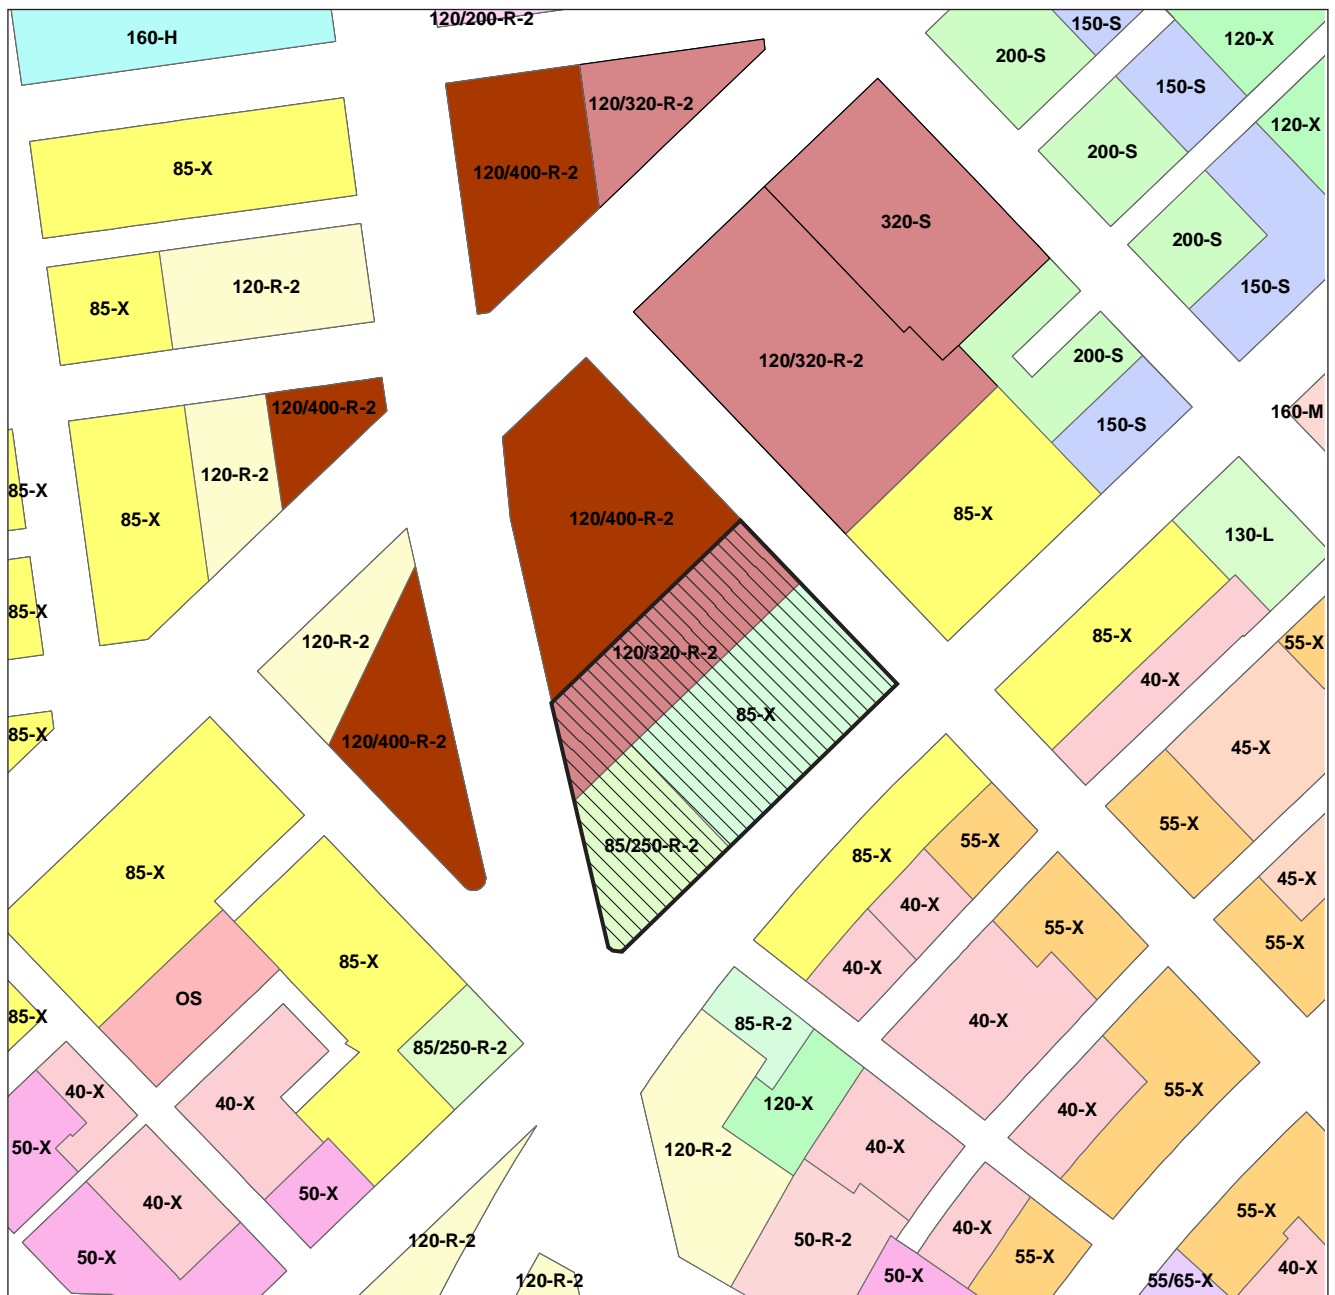 120/200-R-2
160-H
150-S
120-X
200-S
150-S
120/320-R-2
120-X
200-S
85-X
120/400-R-2
320-S
200-S
120-R-2
150-S
85-X
120/320-R-2
200-S
120/400-R-2
160-M
150-S
120-R-2
85-X
85-X
120/400-R-2
85-X
130-L
85-X
85-X
120-R-2
120/320-R-2
55-X
40-X
85-X
120/400-R-2
85-X
45-X
55-X
55-X
85/250-R-2
85-X
85-X
45-X
40-X
55-X
55-X
85-X
40-X
OS
85-X
85-R-2
40-X
85/250-R-2
40-X
40-X
120-X
55-X
40-X
50-X
120-R-2
40-X
50-X
40-X
55-X
40-X
120-R-2
50-R-2
50-X
55-X
40-X
50-X
120-R-2
55/65-X